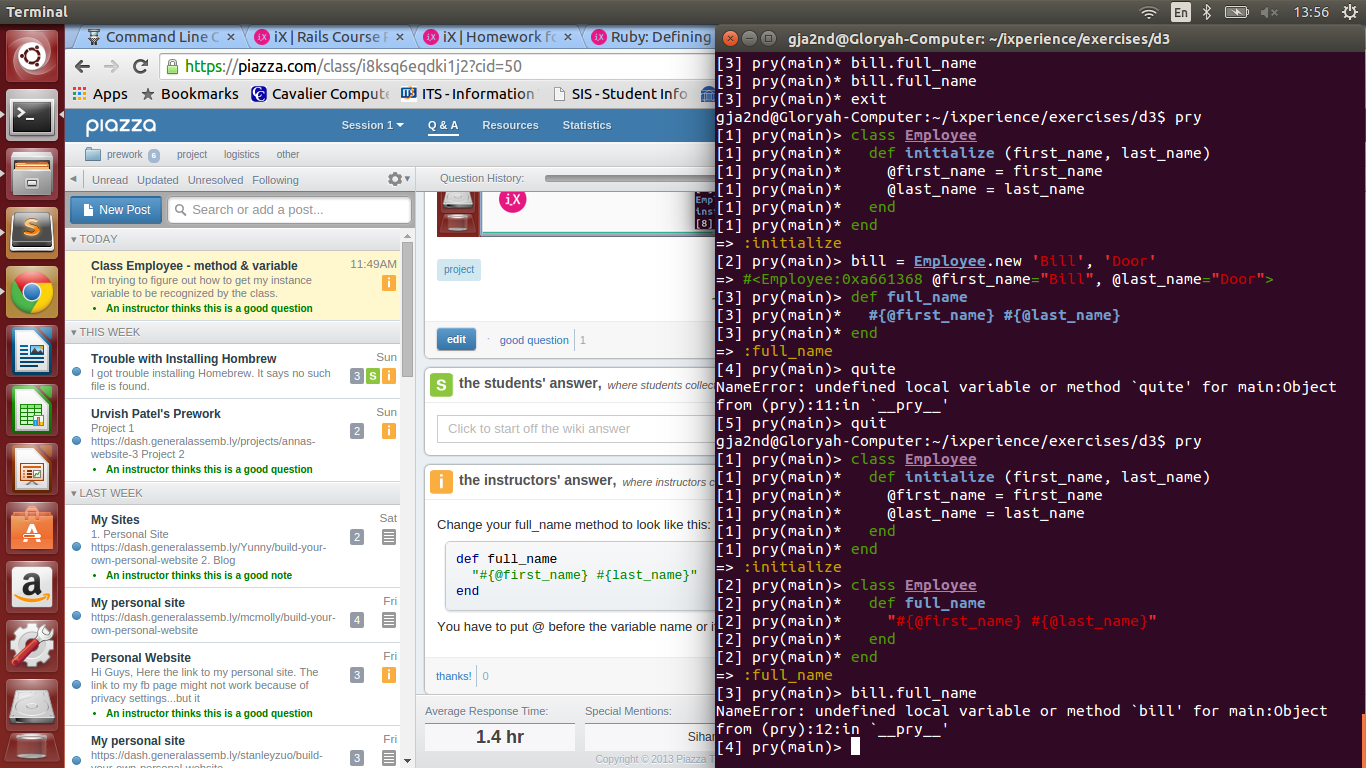 Terminal
En
13:56
Command Line C
iX | Rails Course P
iX | Homework fo
Ruby: Defining
https://piazza.com/class/i8ksq6eqdki1j2?cid=50
Apps
Bookmarks
Cavalier Compute
ITS - Information
SIS - Student Info
piazza
Session 1
Q & A
Resources
Statistics
prework 6
project
logistics
other
Unread Updated Unresolved Following
New Post
Search or add a post...
TODAY
Class Employee - method & variable
11:49AM
I'm trying to figure out how to get my instance
variable to be recognized by the class.
i
• An instructor thinks this is a good question
THIS WEEK
Trouble with Installing Hombrew
Sun
I got trouble installing Homebrew. It says no such
file is found.
3 S i
Urvish Patel's Prework
Sun
Project 1
https://dash.generalassemb.ly/projects/annas-
website-3 Project 2
2 i
• An instructor thinks this is a good question
LAST WEEK
My Sites
Sat
1. Personal Site
https://dash.generalassemb.ly/Yunny/build-your-
own-personal-website 2. Blog
2
• An instructor thinks this is a good note
My personal site
Fri
https://dash.generalassemb.ly/mcmolly/build-your-
own-personal-website
4
Personal Website
Fri
Hi Guys, Here the link to my personal site. The
link to my fb page might not work because of
privacy settings...but it
3 i
• An instructor thinks this is a good question
My personal site
Fri
https://dash.generalassemb.ly/stanleyzuo/build-
your-own-personal-website
3
Question History:
iX
Emp
inst
[8]
project
edit
·
good question
1
S
the students' answer, where students collec
Click to start off the wiki answer
i
the instructors' answer, where instructors c
Change your full_name method to look like this:
def full_name
"#{@first_name} #{last_name}"
end
You have to put @ before the variable name or i
thanks!
0
Average Response Time:
1.4 hr
Special Mentions:
Sihar
Copyright © 2013 Piazza T
gja2nd@Gloryah-Computer: ~/ixperience/exercises/d3
[3] pry(main)* bill.full_name
[3] pry(main)* bill.full_name
[3] pry(main)* exit
gja2nd@Gloryah-Computer:~/ixperience/exercises/d3$ pry
[1] pry(main)> class Employee
[1] pry(main)* def initialize (first_name, last_name)
[1] pry(main)* @first_name = first_name
[1] pry(main)* @last_name = last_name
[1] pry(main)* end
[1] pry(main)* end
=> :initialize
[2] pry(main)> bill = Employee.new 'Bill', 'Door'
=> #<Employee:0xa661368 @first_name="Bill", @last_name="Door">
[3] pry(main)> def full_name
[3] pry(main)* #{@first_name} #{@last_name}
[3] pry(main)* end
=> :full_name
[4] pry(main)> quite
NameError: undefined local variable or method `quite' for main:Object
from (pry):11:in `__pry__'
[5] pry(main)> quit
gja2nd@Gloryah-Computer:~/ixperience/exercises/d3$ pry
[1] pry(main)> class Employee
[1] pry(main)* def initialize (first_name, last_name)
[1] pry(main)* @first_name = first_name
[1] pry(main)* @last_name = last_name
[1] pry(main)* end
[1] pry(main)* end
=> :initialize
[2] pry(main)> class Employee
[2] pry(main)* def full_name
[2] pry(main)* "#{@first_name} #{@last_name}"
[2] pry(main)* end
[2] pry(main)* end
=> :full_name
[3] pry(main)> bill.full_name
NameError: undefined local variable or method `bill' for main:Object
from (pry):12:in `__pry__'
[4] pry(main)>